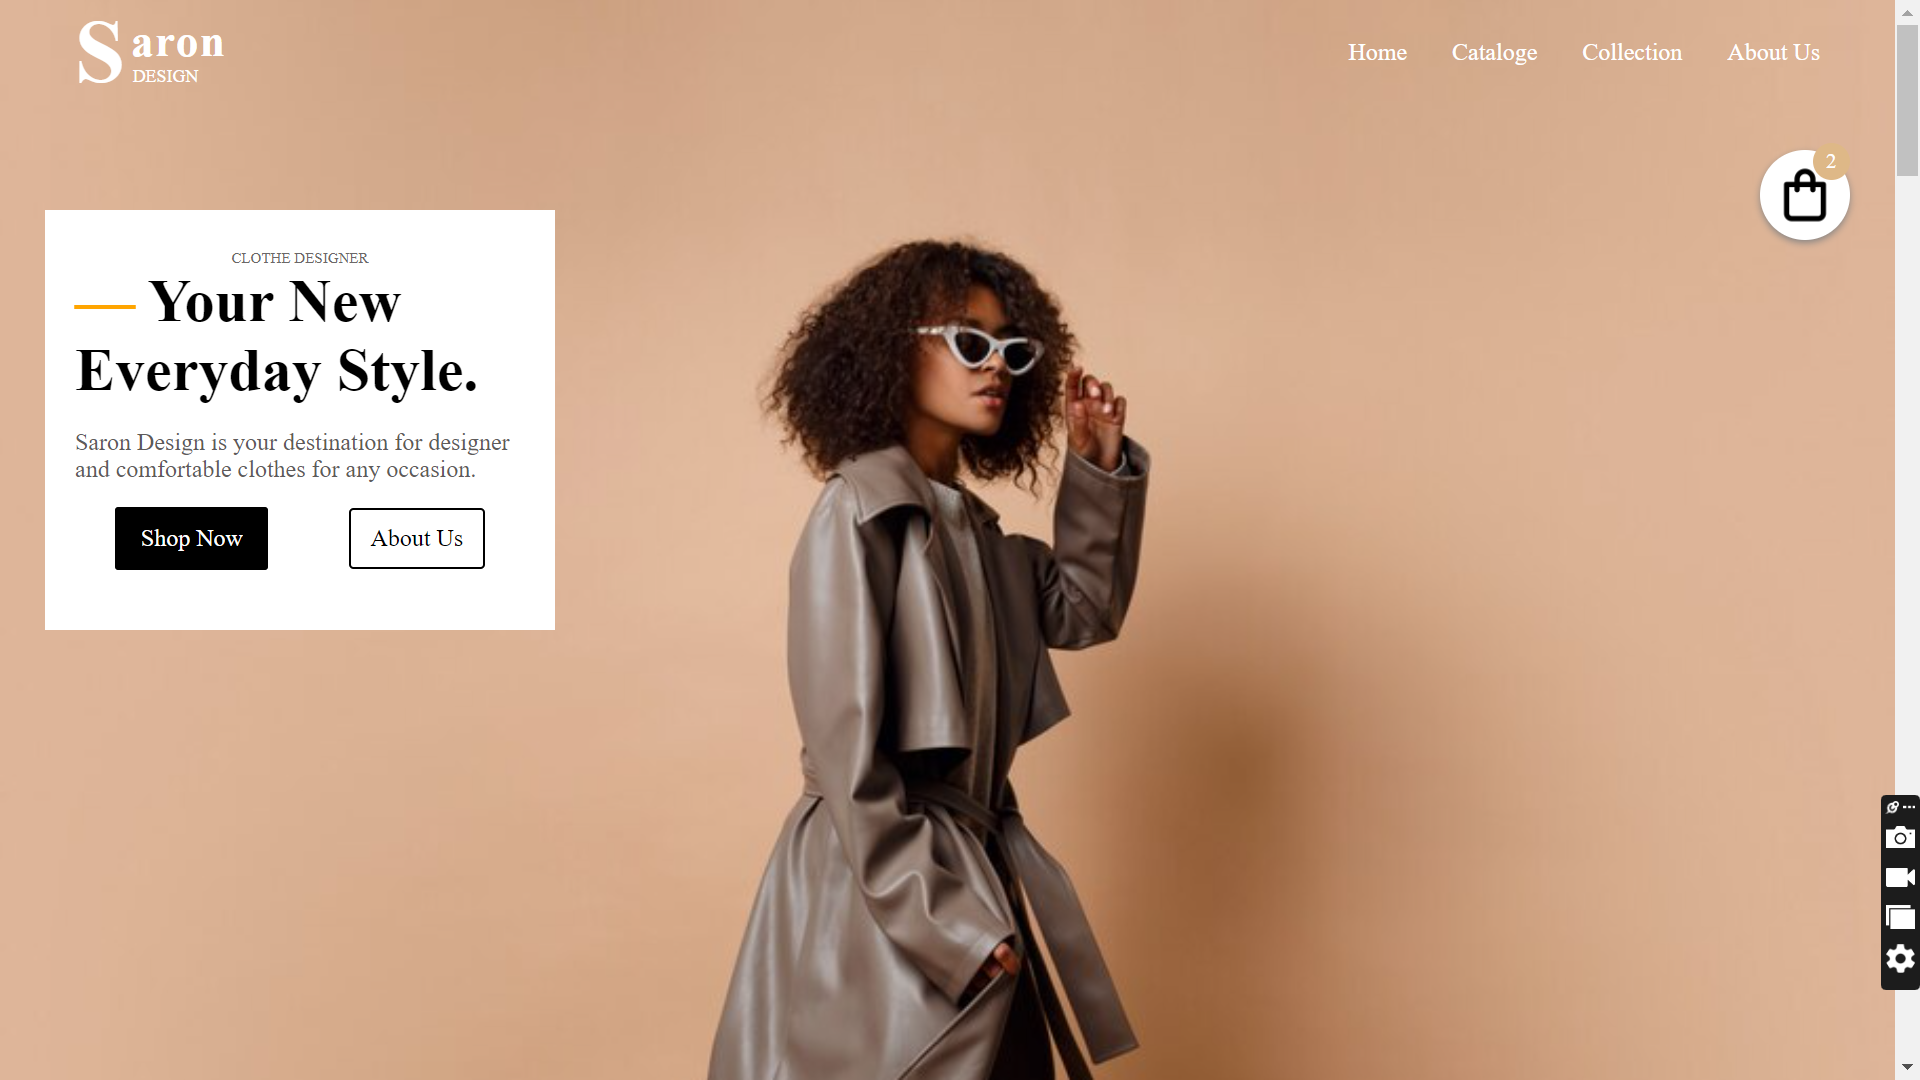 Saron
DESIGN
Home Cataloge Collection About Us
2
CLOTHE DESIGNER
Your New
Everyday Style.
Saron Design is your destination for designer
and comfortable clothes for any occasion.
Shop Now About Us